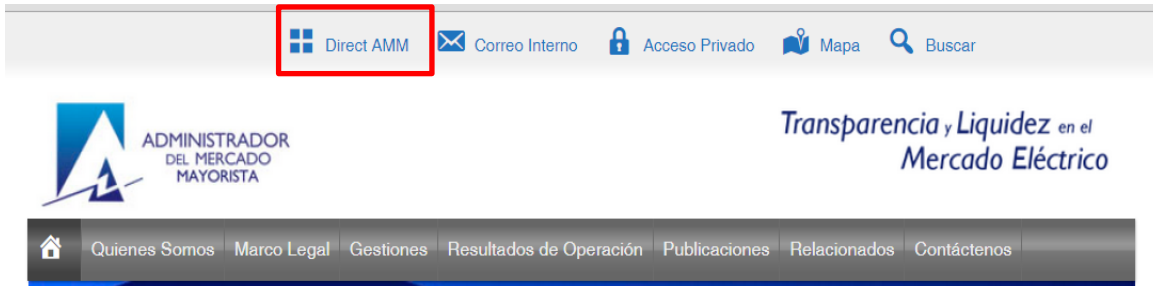 Direct AMM Correo Interno Acceso Privado Mapa Buscar
ADMINISTRADOR
DEL MERCADO
MAYORISTA
Transparencia y Liquidez en el
Mercado Eléctrico
Quienes Somos Marco Legal Gestiones Resultados de Operación Publicaciones Relacionados Contáctenos